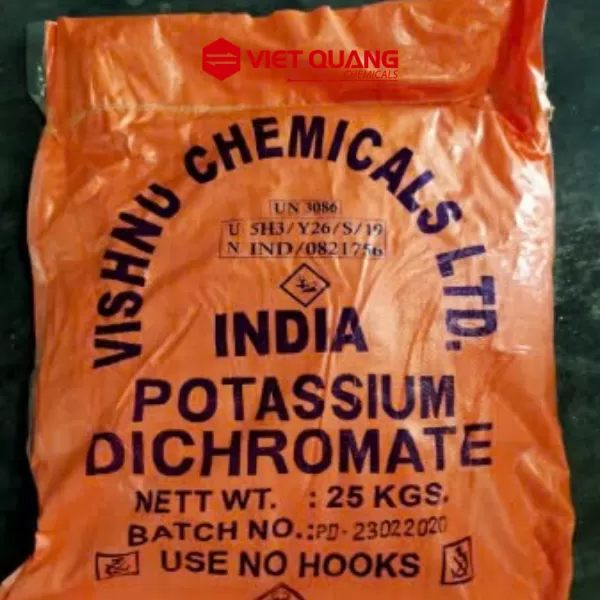 VIET QUANG
CHEMICALS
VISHNU CHEMICALS LTD.
UN 3086
U 5H3/Y26/S/19
N IND/0821756
INDIA
POTASSIUM
DICHROMATE
NETT WT. : 25 KGS.
BATCH NO.:PD-23022020
USE NO HOOKS